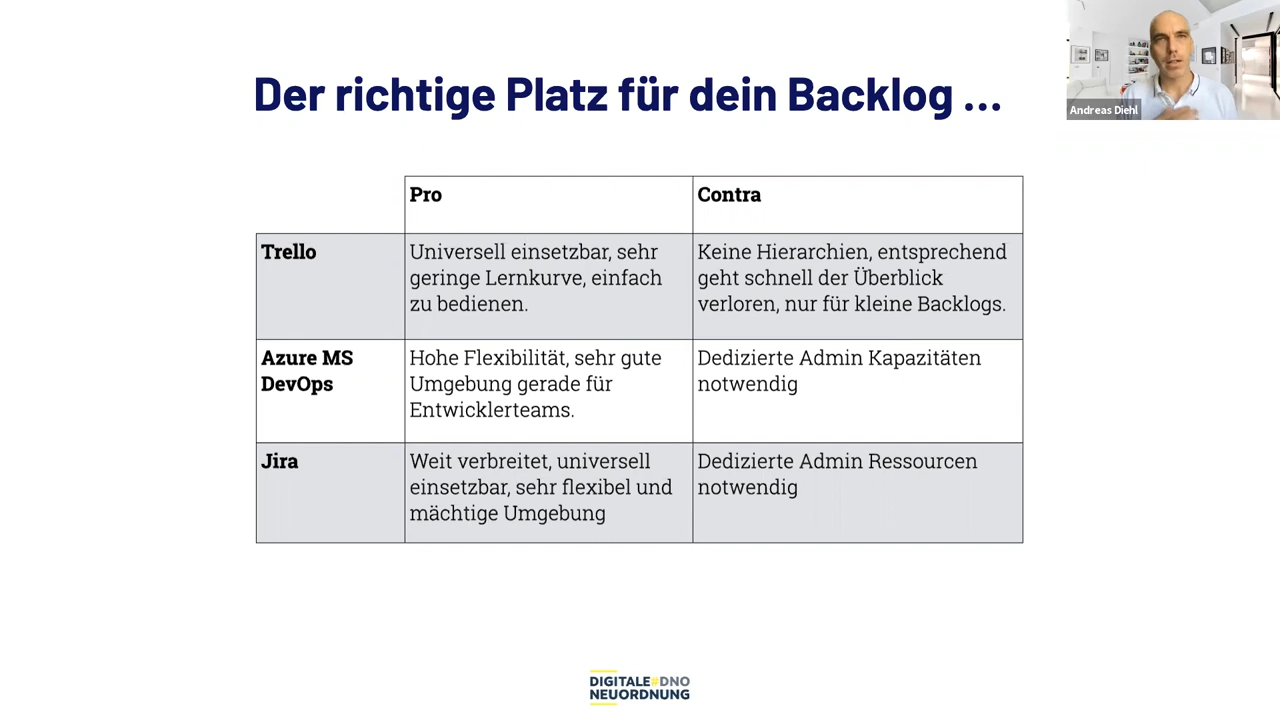 Der richtige Platz für dein Backlog ...
Andreas Diehl
Pro
Contra
Trello
Universell einsetzbar, sehr
geringe Lernkurve, einfach
zu bedienen.
Keine Hierarchien, entsprechend
geht schnell der Überblick
verloren, nur für kleine Backlogs.
Azure MS
DevOps
Hohe Flexibilität, sehr gute
Umgebung gerade für
Entwicklerteams.
Dedizierte Admin Kapazitäten
notwendig
Jira
Weit verbreitet, universell
einsetzbar, sehr flexibel und
mächtige Umgebung
Dedizierte Admin Ressourcen
notwendig
DIGITALE#DNO
NEUORDNUNG